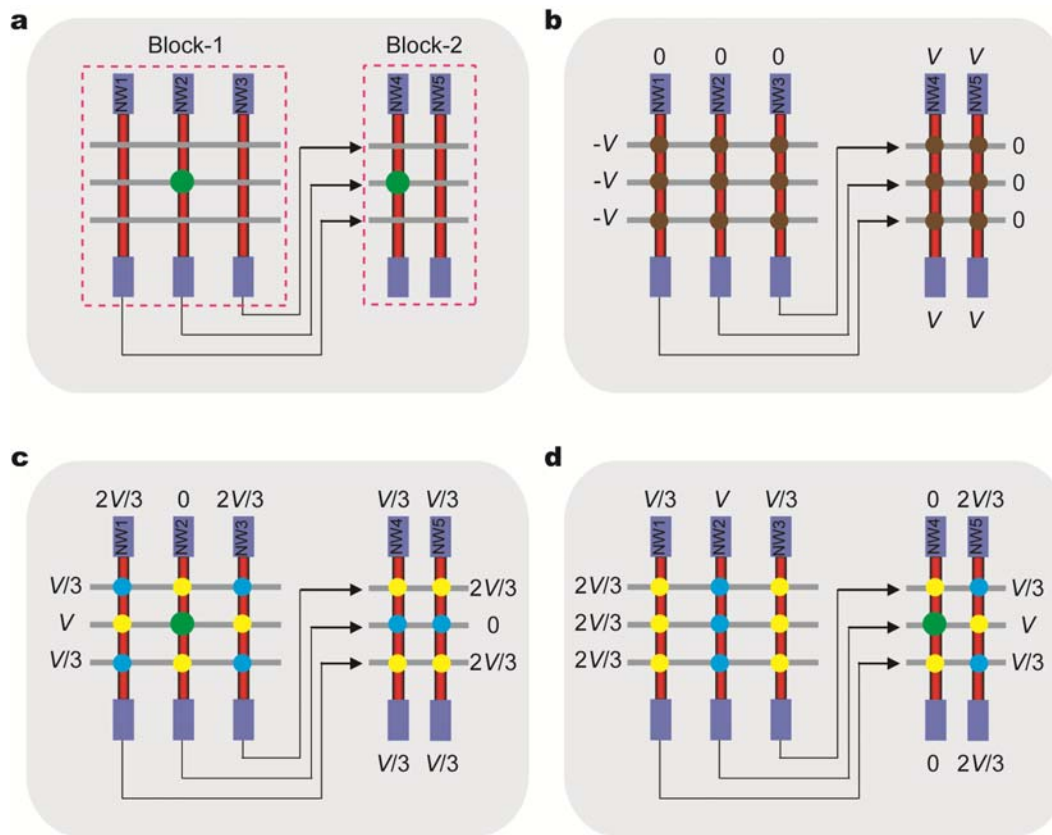 a
Block-1
Block-2
NW1
NW2
NW3
NW4
NW5
b
0 0 0
V V
NW1
NW2
NW3
NW4
NW5
-V
0
-V
0
-V
0
V V
c
2V/3 0 2V/3
V/3 V/3
NW1
NW2
NW3
NW4
NW5
V/3
2V/3
V
0
V/3
2V/3
V/3 V/3
d
V/3 V V/3
0 2V/3
NW1
NW2
NW3
NW4
NW5
2V/3
V/3
2V/3
V
2V/3
V/3
0 2V/3